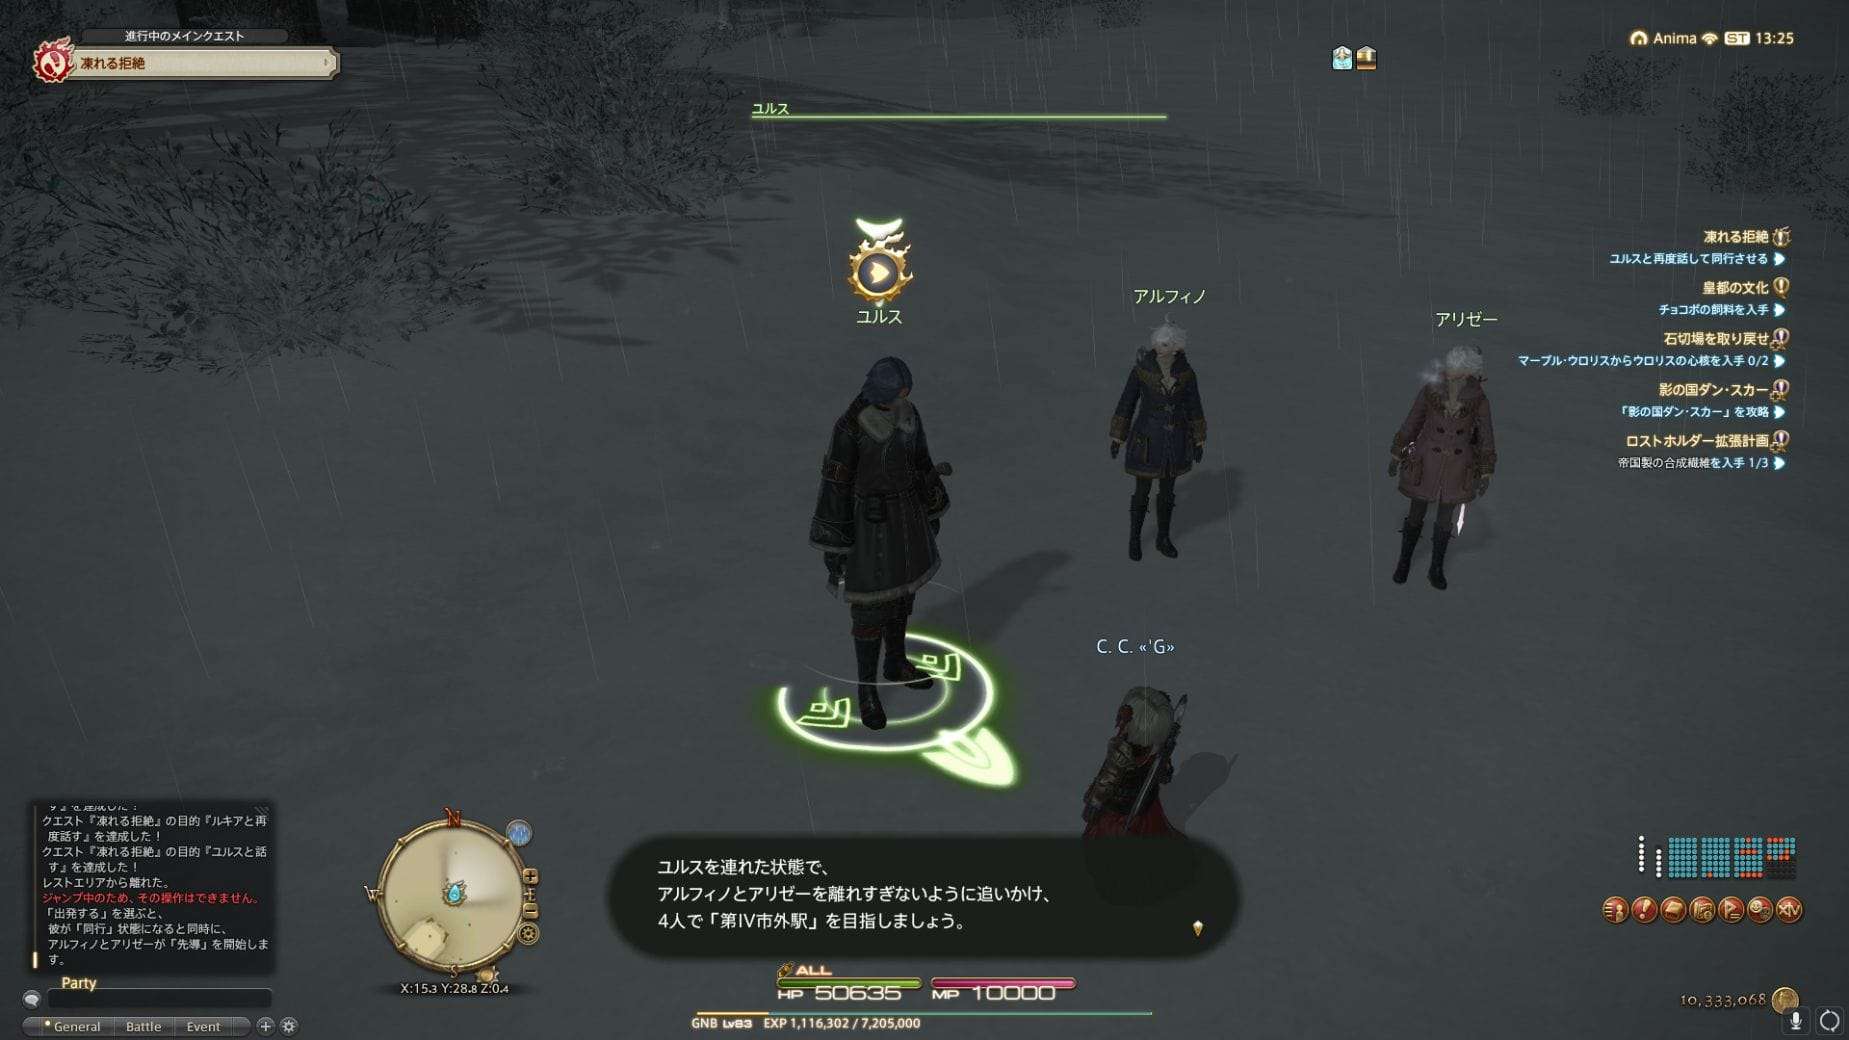 進行中のメインクエスト
凍れる拒絶
Anima ST 13:25
ユルス
ユルス
アルフィノ
アリゼー
C. C. «'G»
凍れる拒絶
ユルスと再度話して同行させる
皇都の文化
チョコボの飼料を入手
石切場を取り戻せ
マーブル・ウロリスからウロリスの心核を入手 0/2
影の国ダン・スカー
「影の国ダン・スカー」を攻略
ロストホルダー拡張計画
帝国製の合成繊維を入手 1/3
す』を達成した！
クエスト『凍れる拒絶』の目的『ルキアと再
度話す』を達成した！
クエスト『凍れる拒絶』の目的『ユルスと話
す』を達成した！
レストエリアから離れた。
ジャンプ中のため、その操作はできません。
「出発する」を選ぶと、
彼が「同行」状態になると同時に、
アルフィノとアリゼーが「先導」を開始しま
す。
Party
General Battle Event
N
W
S
X:15.3 Y:28.8 Z:0.4
ユルスを連れた状態で、
アルフィノとアリゼーを離れすぎないように追いかけ、
4人で「第IV市外駅」を目指しましょう。
ALL
HP 50635 MP 10000
GNB Lv83 EXP 1,116,302 / 7,205,000
XIV
10,333,068